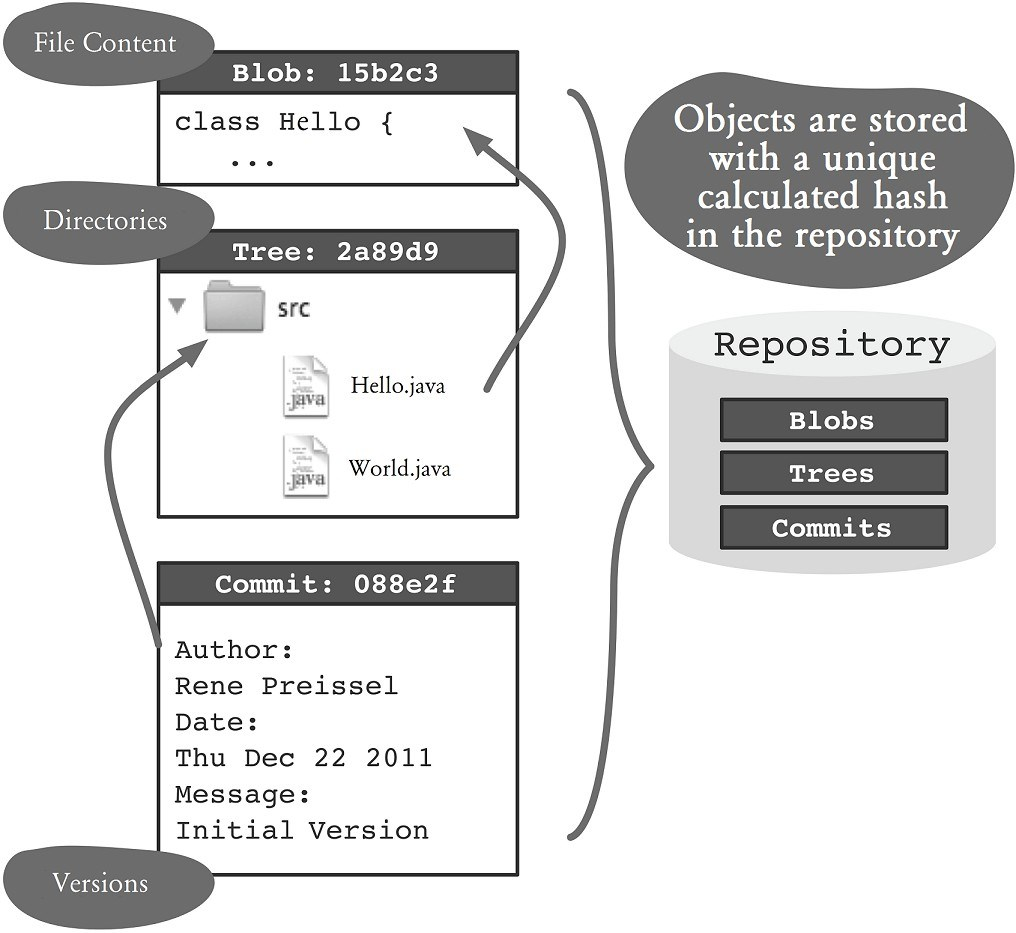 File Content
Blob: 15b2c3
class Hello {
...
Directories
Tree: 2a89d9
src
.java
Hello.java
.java
World.java
Commit: 088e2f
Author:
Rene Preissel
Date:
Thu Dec 22 2011
Message:
Initial Version
Versions
Objects are stored
with a unique
calculated hash
in the repository
Repository
Blobs
Trees
Commits